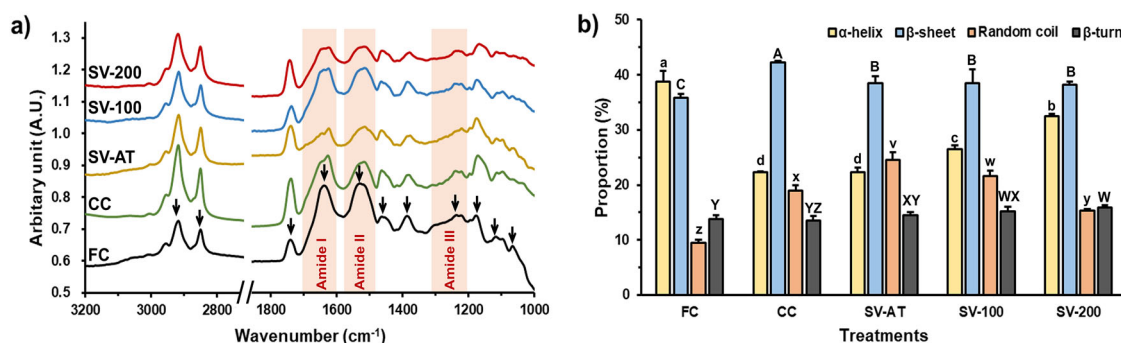 a)
1.3
1.2
1.1
1.0
0.9
0.8
0.7
0.6
0.5
Arbitary unit (A.U.)
SV-200
SV-100
SV-AT
CC
FC
Amide I
Amide II
Amide III
3200 3000 2800 1800 1600 1400 1200 1000
Wavenumber (cm⁻¹)
b)
α-helix β-sheet Random coil β-turn
50
40
30
20
10
0
Proportion (%)
a C z Y
d A x YZ
d B v XY
c B w WX
b B y W
FC CC SV-AT SV-100 SV-200
Treatments